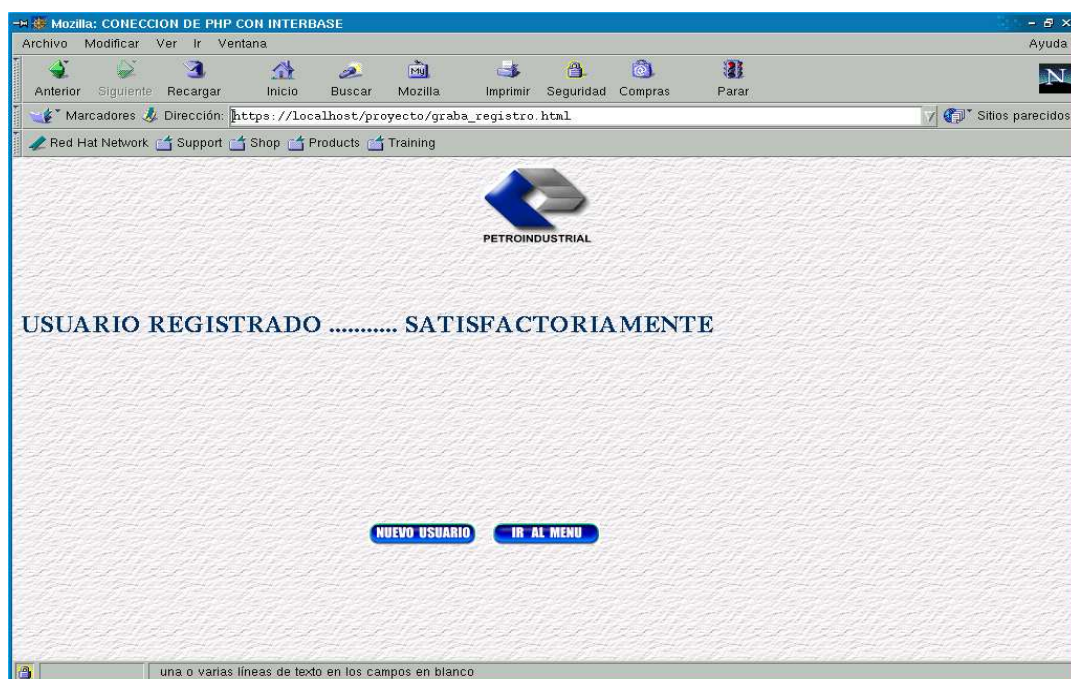 Mozilla: CONECCION DE PHP CON INTERBASE
Archivo Modificar Ver Ir Ventana Ayuda
Anterior Siguiente Recargar Inicio Buscar Mozilla Imprimir Seguridad Compras Parar
My
N
Marcadores Dirección: https://localhost/proyecto/graba_registro.html Sitios parecidos
Red Hat Network Support Shop Products Training
PETROINDUSTRIAL
USUARIO REGISTRADO ........... SATISFACTORIAMENTE
NUEVO USUARIO IR AL MENU
una o varias líneas de texto en los campos en blanco